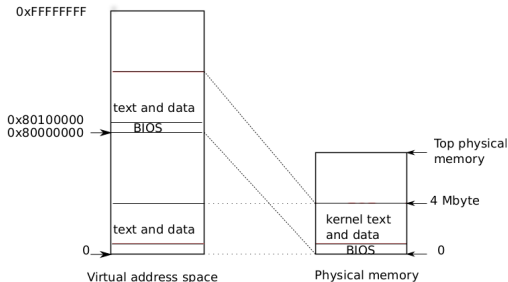 0xFFFFFFFF
text and data
0x80100000
0x80000000
BIOS
Top physical
memory
4 Mbyte
text and data
kernel text
and data
0
BIOS
0
Virtual address space
Physical memory